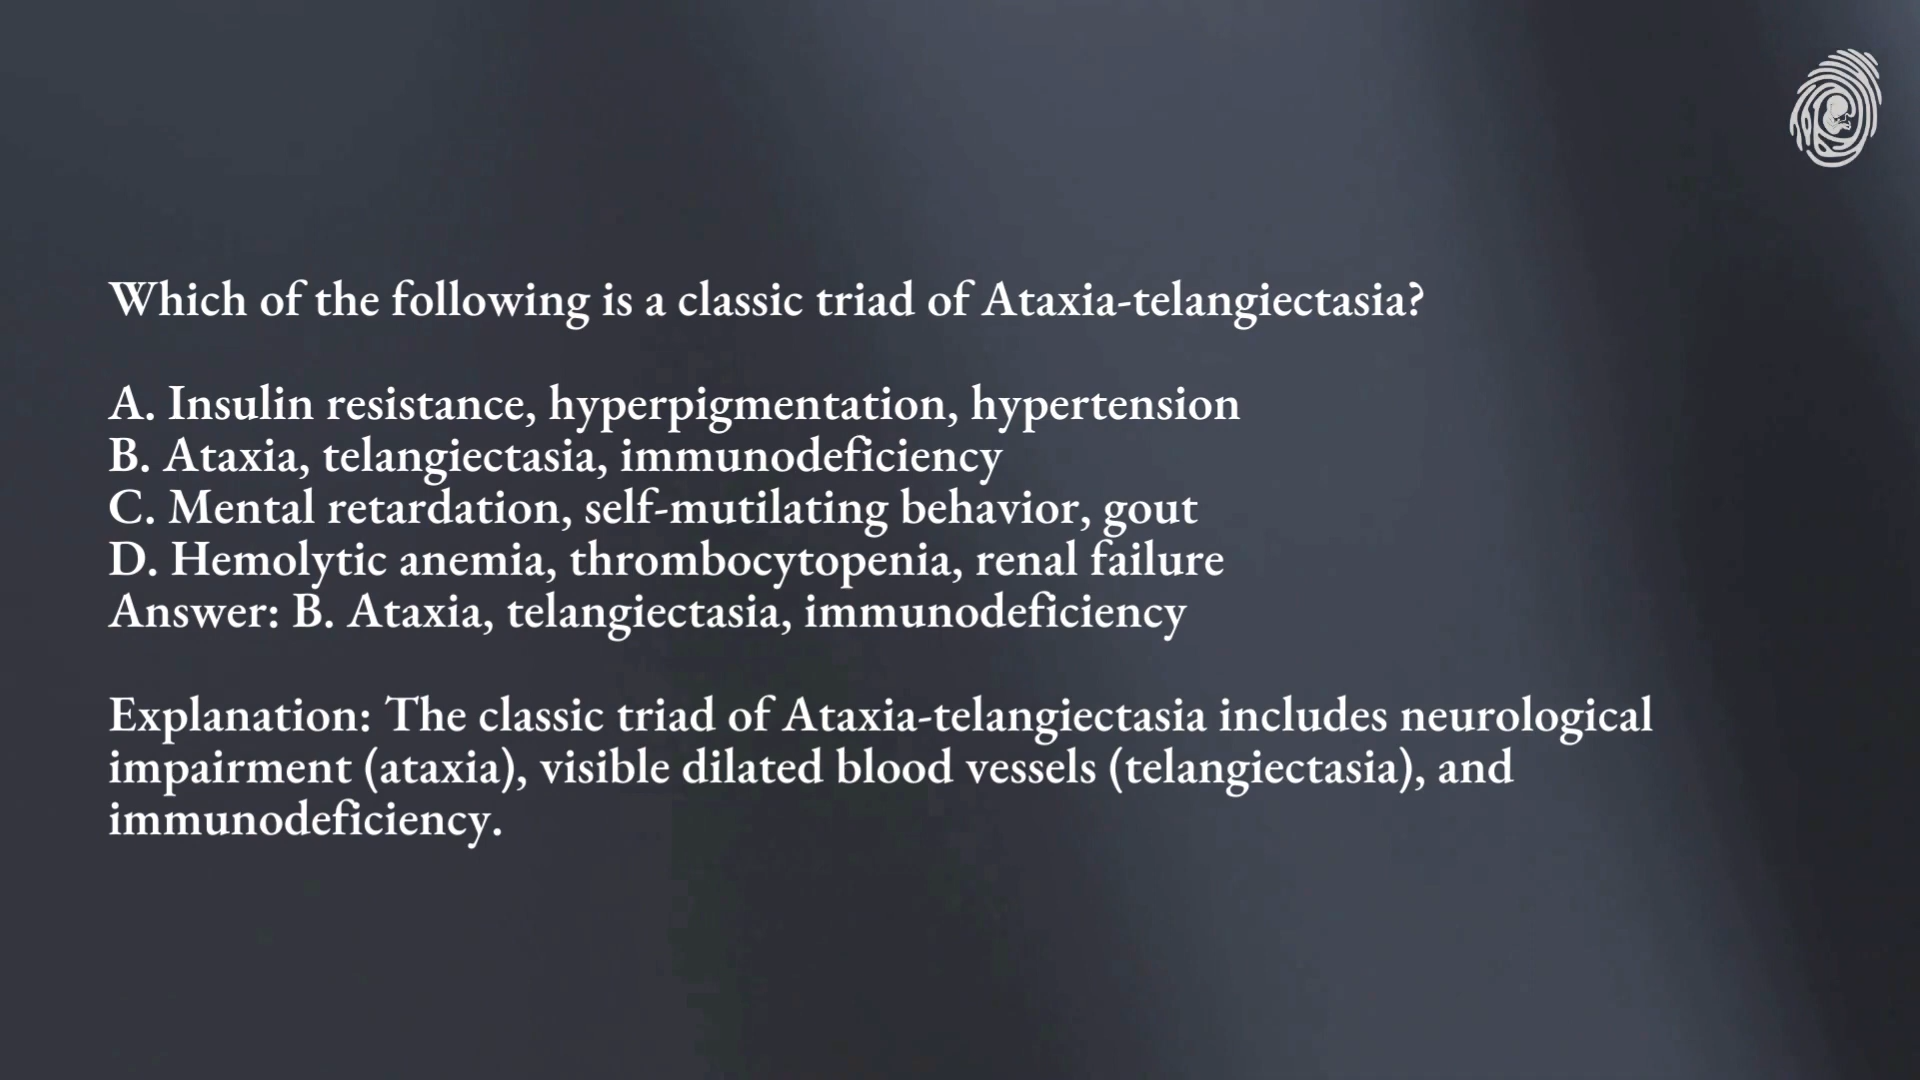 Which of the following is a classic triad of Ataxia-telangiectasia?
A. Insulin resistance, hyperpigmentation, hypertension
B. Ataxia, telangiectasia, immunodeficiency
C. Mental retardation, self-mutilating behavior, gout
D. Hemolytic anemia, thrombocytopenia, renal failure
Answer: B. Ataxia, telangiectasia, immunodeficiency
Explanation: The classic triad of Ataxia-telangiectasia includes neurological
impairment (ataxia), visible dilated blood vessels (telangiectasia), and
immunodeficiency.